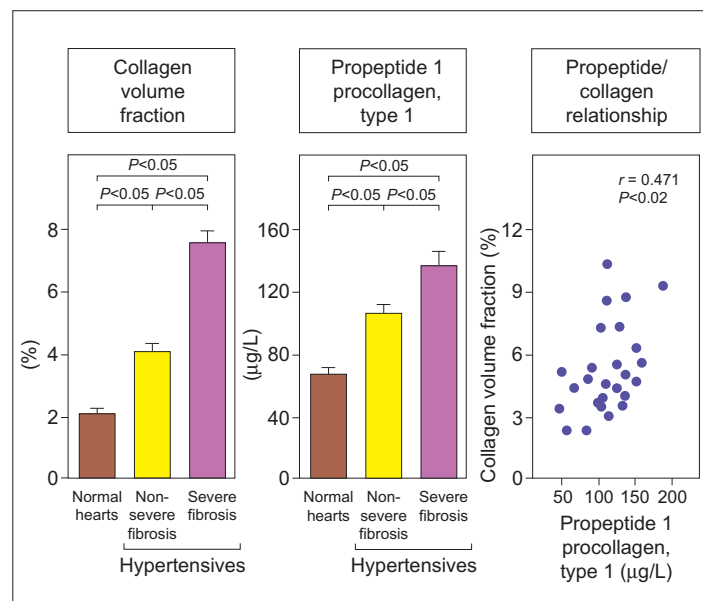 Collagen
volume
fraction
Propeptide 1
procollagen,
type 1
Propeptide/
collagen
relationship
P<0.05
P<0.05 P<0.05
8
6
4
2
0
(%)
Normal
hearts
Non-
severe
fibrosis
Severe
fibrosis
Hypertensives
P<0.05
P<0.05 P<0.05
160
120
80
40
0
(µg/L)
Normal
hearts
Non-
severe
fibrosis
Severe
fibrosis
Hypertensives
r = 0.471
P<0.02
12
9
6
3
0
Collagen volume fraction (%)
50 100 150 200
Propeptide 1
procollagen,
type 1 (µg/L)